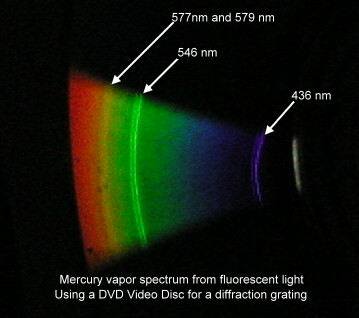 577nm and 579 nm
546 nm
436 nm
Mercury vapor spectrum from fluorescent light
Using a DVD Video Disc for a diffraction grating